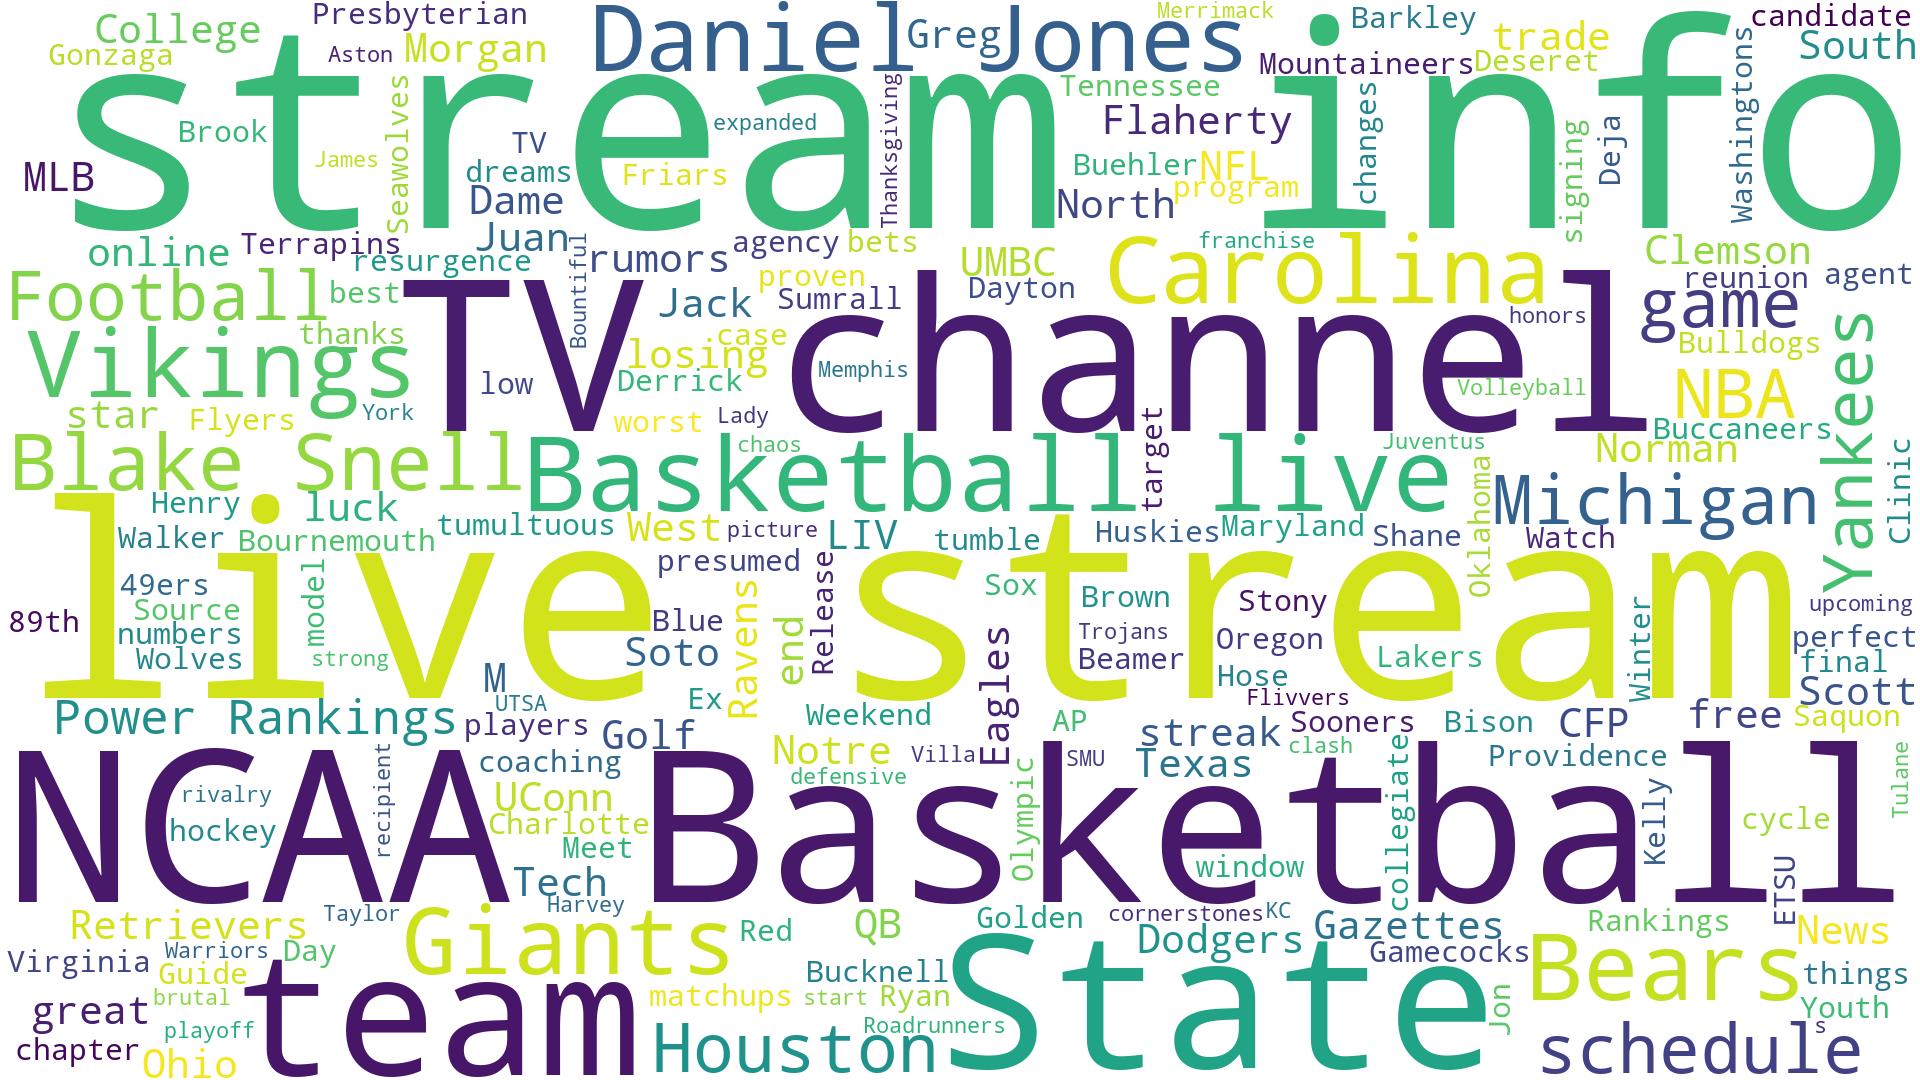 Presbyterian
Merrimack
candidate
College
Daniel Jones
Greg
Barkley
Gonzaga
Aston
Morgan
trade
South
Mountaineers
Deseret
stream info
Seawolves
Thanksgiving
Tennessee
changes
Washingtons
Brook
TV
expanded
Flaherty
signing
Deja
MLB
James
dreams
Friars
Buehler
NFL
Dame
North
program
online
Terrapins
Juan
rumors
agency
bets
franchise
Clemson
resurgence
Bountiful
proven
UMBC
Carolina
reunion
agent
Football
best
Jack
Sumrall
Dayton
game
TV channel
honors
Vikings
thanks
losing
case
Bulldogs
Yankees
low
Derrick
Memphis
Volleyball
NBA
star
Flyers
York
worst
Lady
target
Buccaneers
Blake Snell
Basketball live
chaos
Juventus
Norman
Clinic
Henry
luck
tumultuous
West
picture
LIV
tumble
Huskies
Maryland
Shane
Oklahoma
Michigan
Watch
Walker
Bournemouth
presumed
Release
live stream
49ers
model
Ravens
Sox
Brown
Stony
Winter
upcoming
89th
Source
Blue
end
Eagles
Trojans
Oregon
perfect
numbers
Wolves
strong
Soto
Beamer
Lakers
final
M
UTSA
Ex
Hose
Flivvers
Scott
Power Rankings
players
Golf
Weekend
AP
streak
Sooners
Bison
CFP
free
Saquon
coaching
Notre
Villa
SMU
Texas
clash
Providence
Tulane
NCAA Basketball
rivalry
recipient
UConn
defensive
Olympic
collegiate
Kelly
hockey
Charlotte
cycle
Meet
window
Tech
ETSU
Harvey
Retrievers
Taylor
Giants
Red
QB
Golden
cornerstones
KC
Gazettes
Rankings
News
Virginia
Warriors
Day
Dodgers
Gamecocks
Guide
Bucknell
State
Bears
things
great
brutal
team
matchups
start
Ryan
Jon
Youth
playoff
Roadrunners
s
chapter
Ohio
Houston
schedule